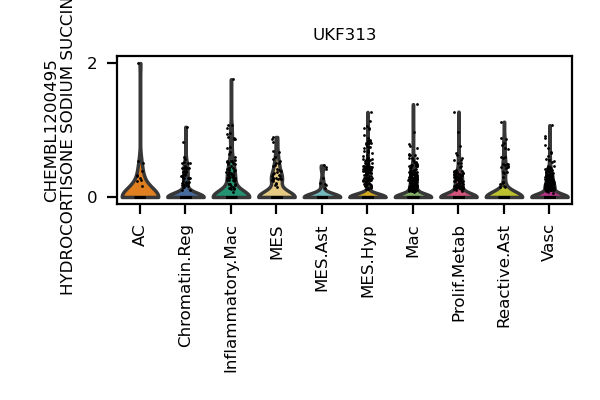 UKF313
CHEMBL1200495
HYDROCORTISONE SODIUM
2
0
AC
Chromatin.Reg
Inflammatory.Mac
MES
MES.Ast
MES.Hyp
Mac
Prolif.Metab
Reactive.Ast
Vasc